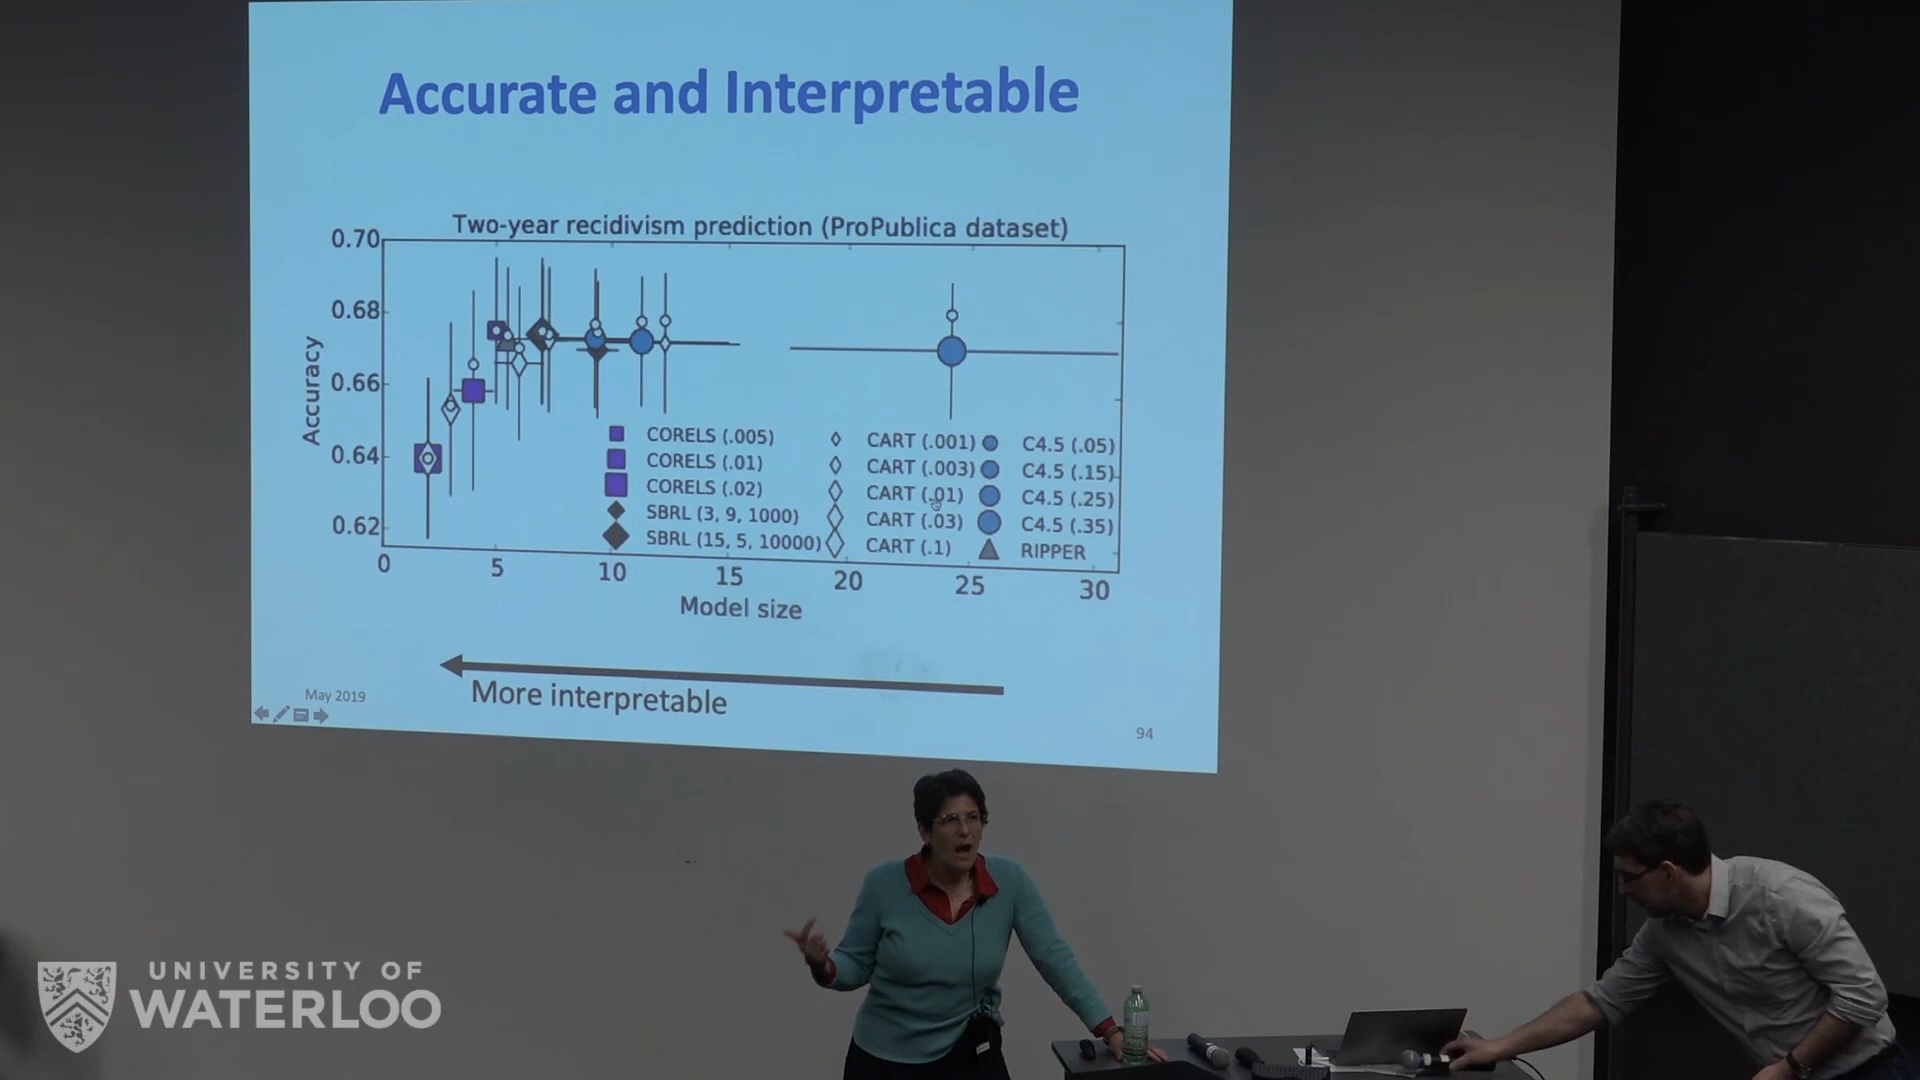 Accurate and Interpretable
Two-year recidivism prediction (ProPublica dataset)
0.70
0.68
0.66
0.64
0.62
Accuracy
CORELS (.005)
CORELS (.01)
CORELS (.02)
SBRL (3, 9, 1000)
SBRL (15, 5, 10000)
CART (.001)
CART (.003)
CART (.01)
CART (.03)
CART (.1)
C4.5 (.05)
C4.5 (.15)
C4.5 (.25)
C4.5 (.35)
RIPPER
0 5 10 15 20 25 30
Model size
More interpretable
May 2019
94
UNIVERSITY OF
WATERLOO